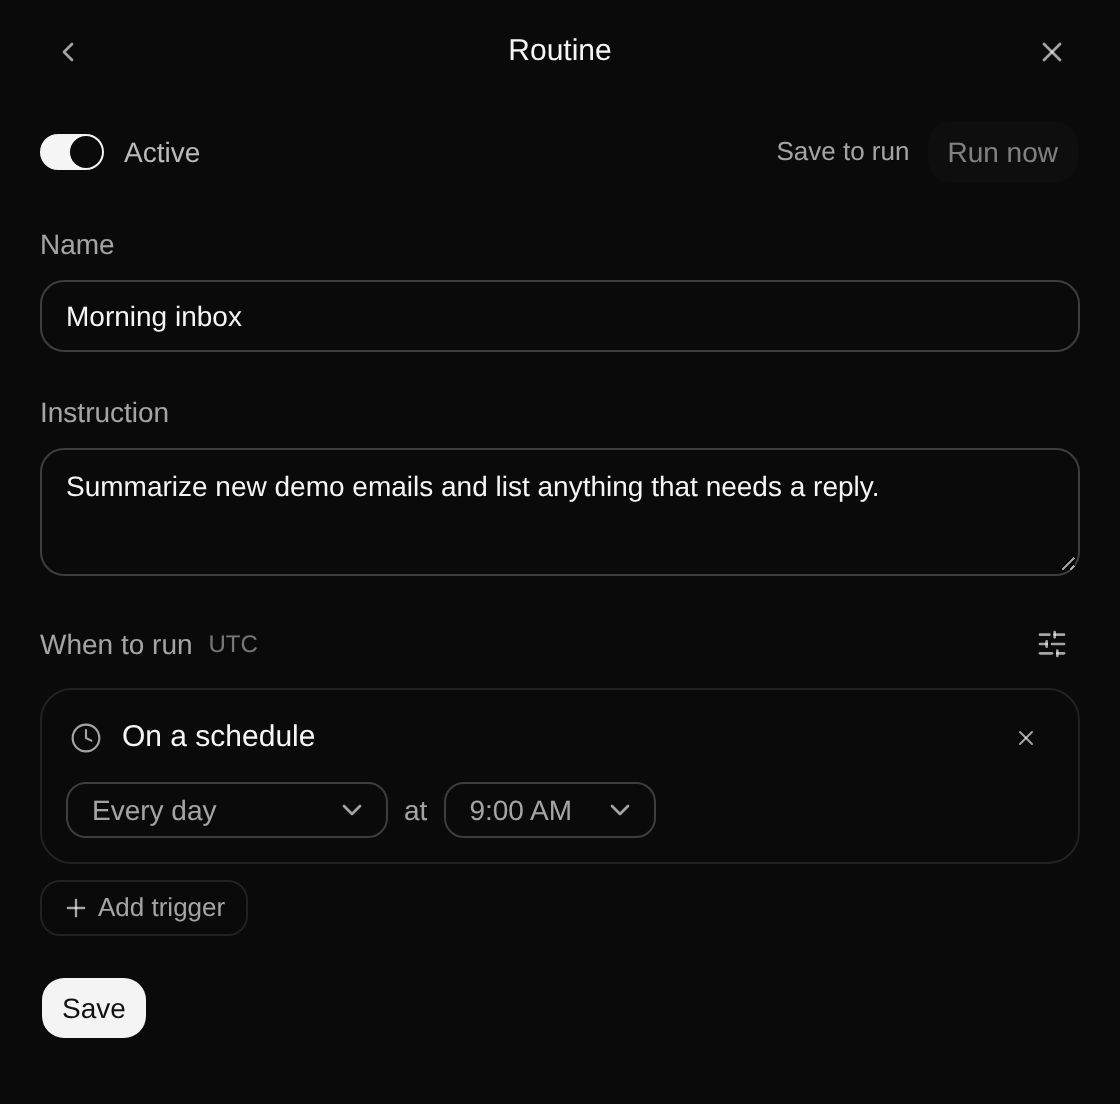 Routine
Active
Save to run
Run now
Name
Morning inbox
Instruction
Summarize new demo emails and list anything that needs a reply.
When to run UTC
On a schedule
Every day at 9:00 AM
Add trigger
Save